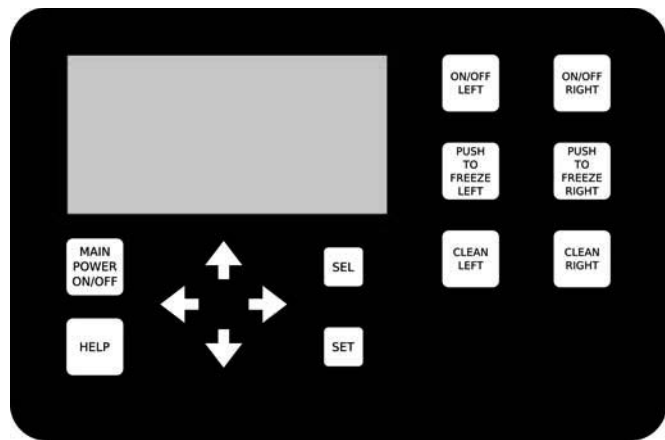 ON/OFF
LEFT
ON/OFF
RIGHT
PUSH
TO
FREEZE
LEFT
PUSH
TO
FREEZE
RIGHT
MAIN
POWER
ON/OFF
SEL
CLEAN
LEFT
CLEAN
RIGHT
HELP
SET